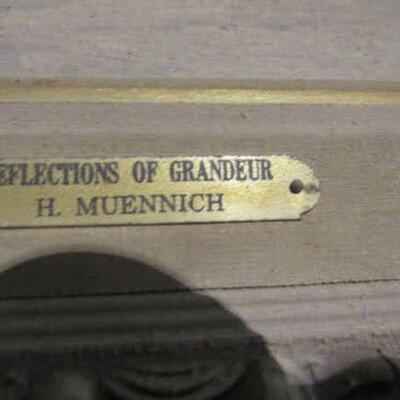 EFLECTIONS OF GRANDEUR
H. MUENNICH